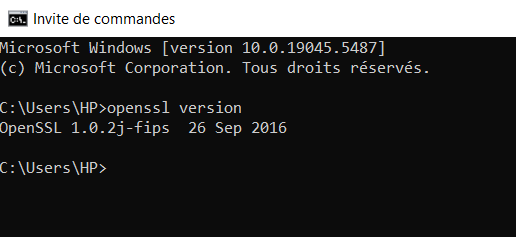 Invite de commandes
Microsoft Windows [version 10.0.19045.5487]
(c) Microsoft Corporation. Tous droits réservés.
C:\Users\HP>openssl version
OpenSSL 1.0.2j-fips  26 Sep 2016
C:\Users\HP>